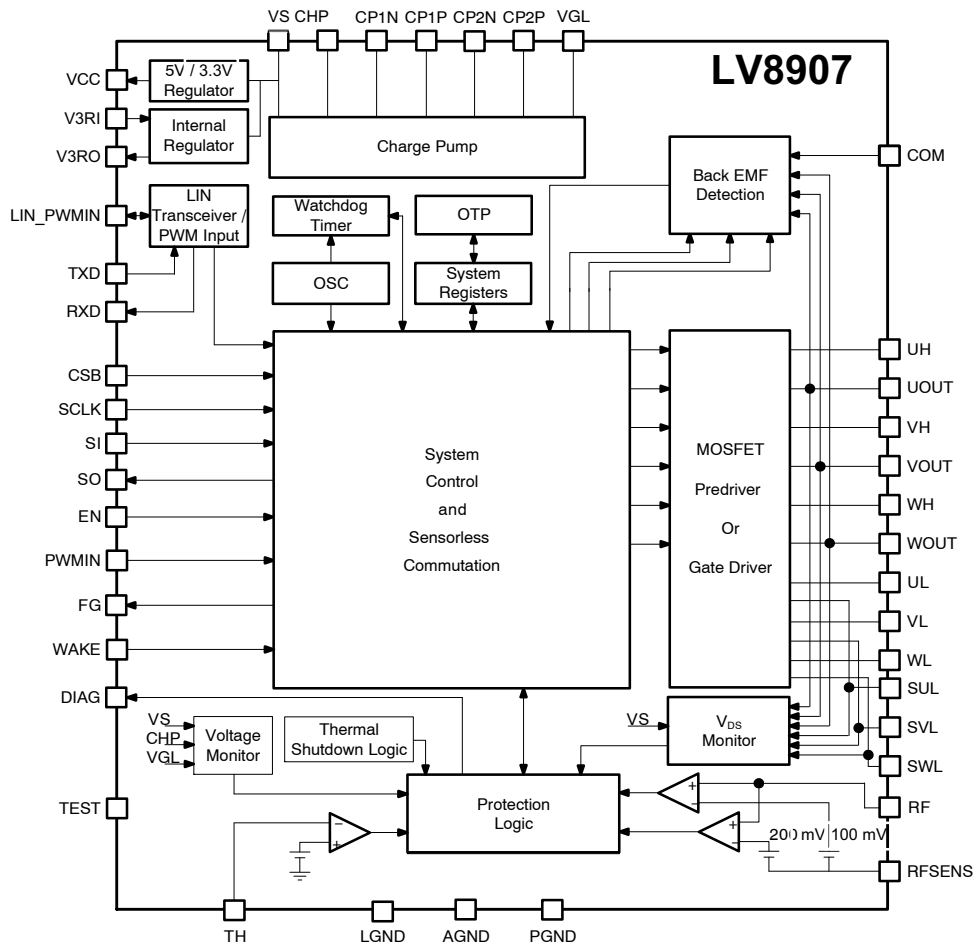 VS CHP CP1N CP1P CP2N CP2P VGL
LV8907
VCC
5V / 3.3V
Regulator
V3RI
Internal
Regulator
V3RO
Charge Pump
Back EMF
Detection
COM
LIN_PWMIN
LIN
Transceiver /
PWM Input
Watchdog
Timer
OTP
TXD
OSC
System
Registers
RXD
CSB
SCLK
SI
SO
EN
PWMIN
FG
WAKE
DIAG
System
Control
and
Sensorless
Commutation
MOSFET
Predriver
Or
Gate Driver
UH
UOUT
VH
VOUT
WH
WOUT
UL
VL
WL
SUL
SVL
SWL
VS
CHP
VGL
Voltage
Monitor
Thermal
Shutdown Logic
VS
VDS
Monitor
TEST
Protection
Logic
+
−
RF
−
+
+
−
200 mV 100 mV
RFSENS
TH
LGND
AGND
PGND